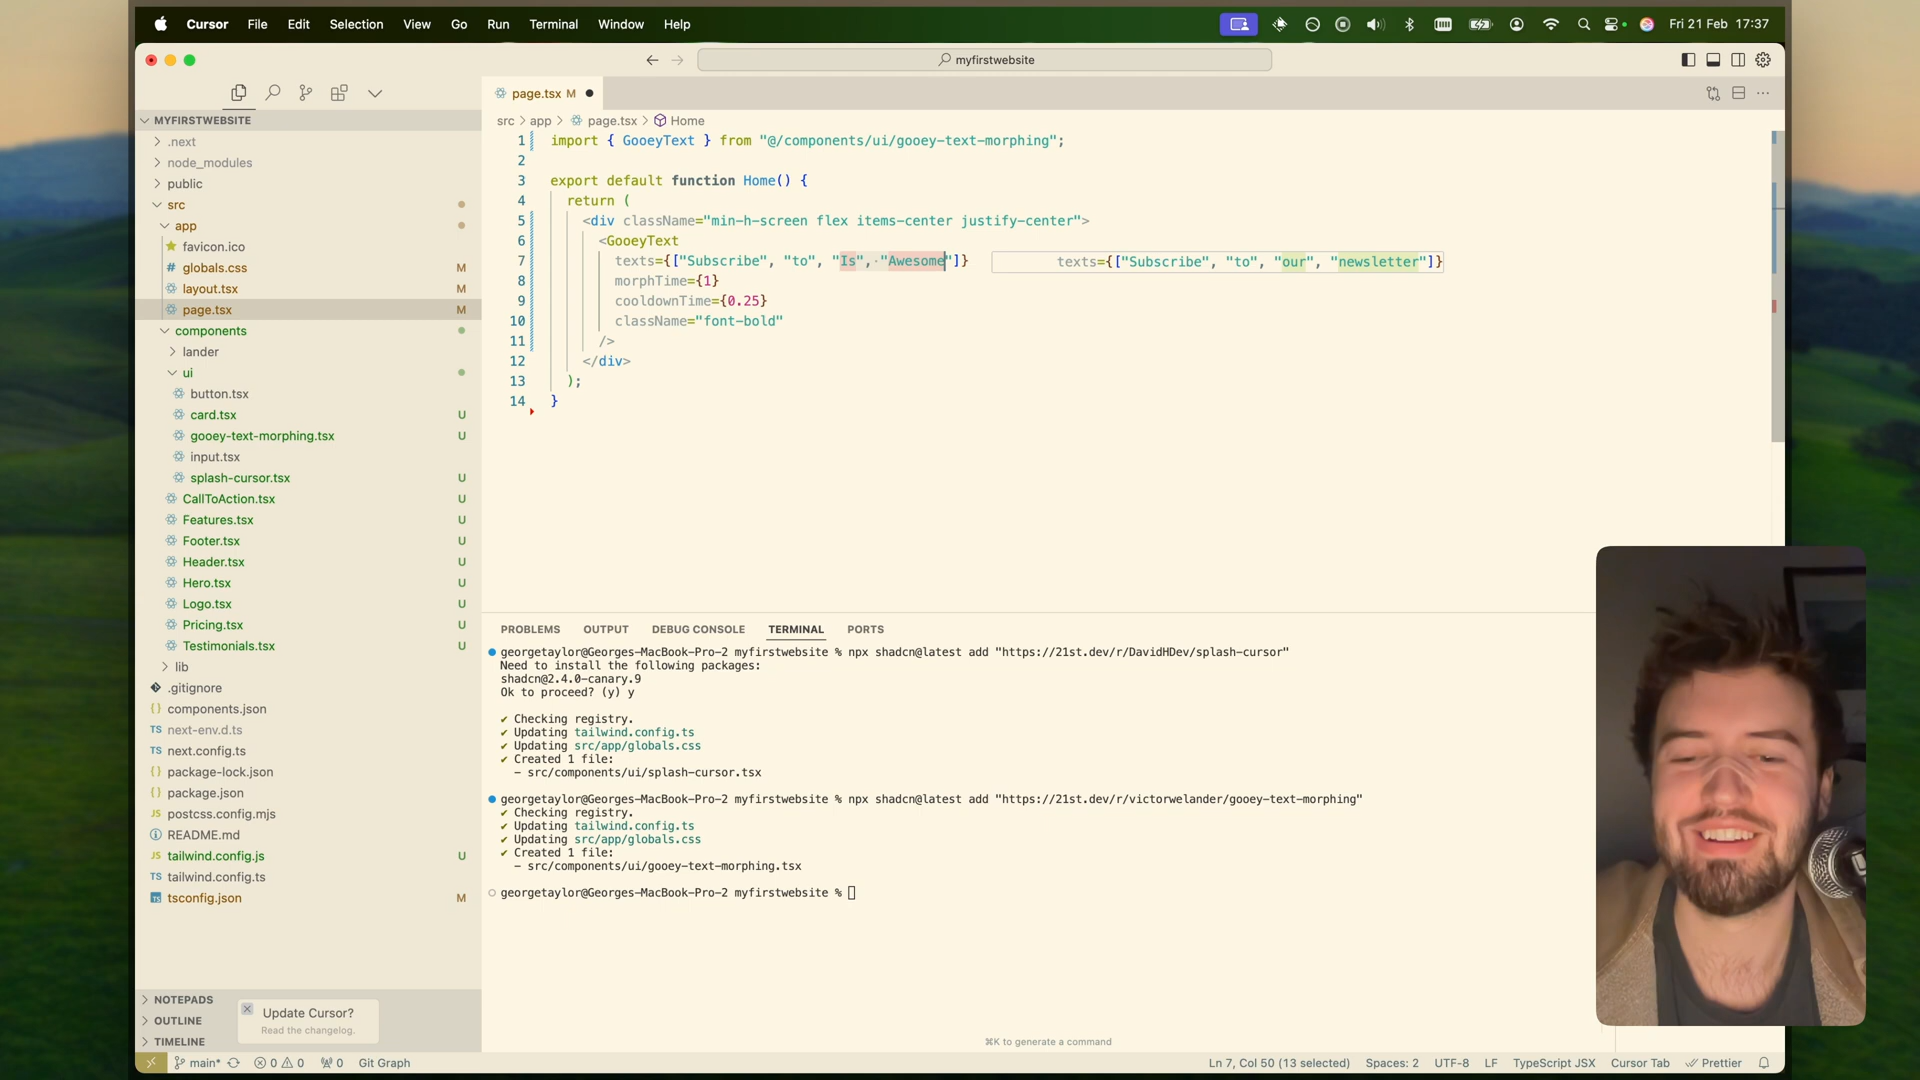 Cursor File Edit Selection View Go Run Terminal Window Help
Fri 21 Feb 17:37
myfirstwebsite
MYFIRSTWEBSITE
.next
node_modules
public
src
app
favicon.ico
globals.css M
layout.tsx M
page.tsx M
components
lander
ui
button.tsx
card.tsx U
gooey-text-morphing.tsx U
input.tsx
splash-cursor.tsx U
CallToAction.tsx U
Features.tsx U
Footer.tsx U
Header.tsx U
Hero.tsx U
Logo.tsx U
Pricing.tsx U
Testimonials.tsx U
lib
.gitignore
components.json
next-env.d.ts
next.config.ts
package-lock.json
package.json
postcss.config.mjs
README.md
tailwind.config.js U
tailwind.config.ts
tsconfig.json M
NOTEPADS
OUTLINE
TIMELINE
Update Cursor?
Read the changelog.
page.tsx M
src > app > page.tsx > Home
1 import { GooeyText } from "@/components/ui/gooey-text-morphing";
2
3 export default function Home() {
4 return (
5 <div className="min-h-screen flex items-center justify-center">
6 <GooeyText
7 texts={["Subscribe", "to", "Is", "Awesome"]} texts={["Subscribe", "to", "our", "newsletter"]}
8 morphTime={1}
9 cooldownTime={0.25}
10 className="font-bold"
11 />
12 </div>
13 );
14 }
PROBLEMS OUTPUT DEBUG CONSOLE TERMINAL PORTS
georgetaylor@Georges-MacBook-Pro-2 myfirstwebsite % npx shadcn@latest add "https://21st.dev/r/DavidHDev/splash-cursor"
Need to install the following packages:
shadcn@2.4.0-canary.9
Ok to proceed? (y) y
✔ Checking registry.
✔ Updating tailwind.config.ts
✔ Updating src/app/globals.css
✔ Created 1 file:
- src/components/ui/splash-cursor.tsx
georgetaylor@Georges-MacBook-Pro-2 myfirstwebsite % npx shadcn@latest add "https://21st.dev/r/victorwelander/gooey-text-morphing"
✔ Checking registry.
✔ Updating tailwind.config.ts
✔ Updating src/app/globals.css
✔ Created 1 file:
- src/components/ui/gooey-text-morphing.tsx
georgetaylor@Georges-MacBook-Pro-2 myfirstwebsite %
⌘K to generate a command
main* 0 0 0 Git Graph
Ln 7, Col 50 (13 selected) Spaces: 2 UTF-8 LF TypeScript JSX Cursor Tab Prettier